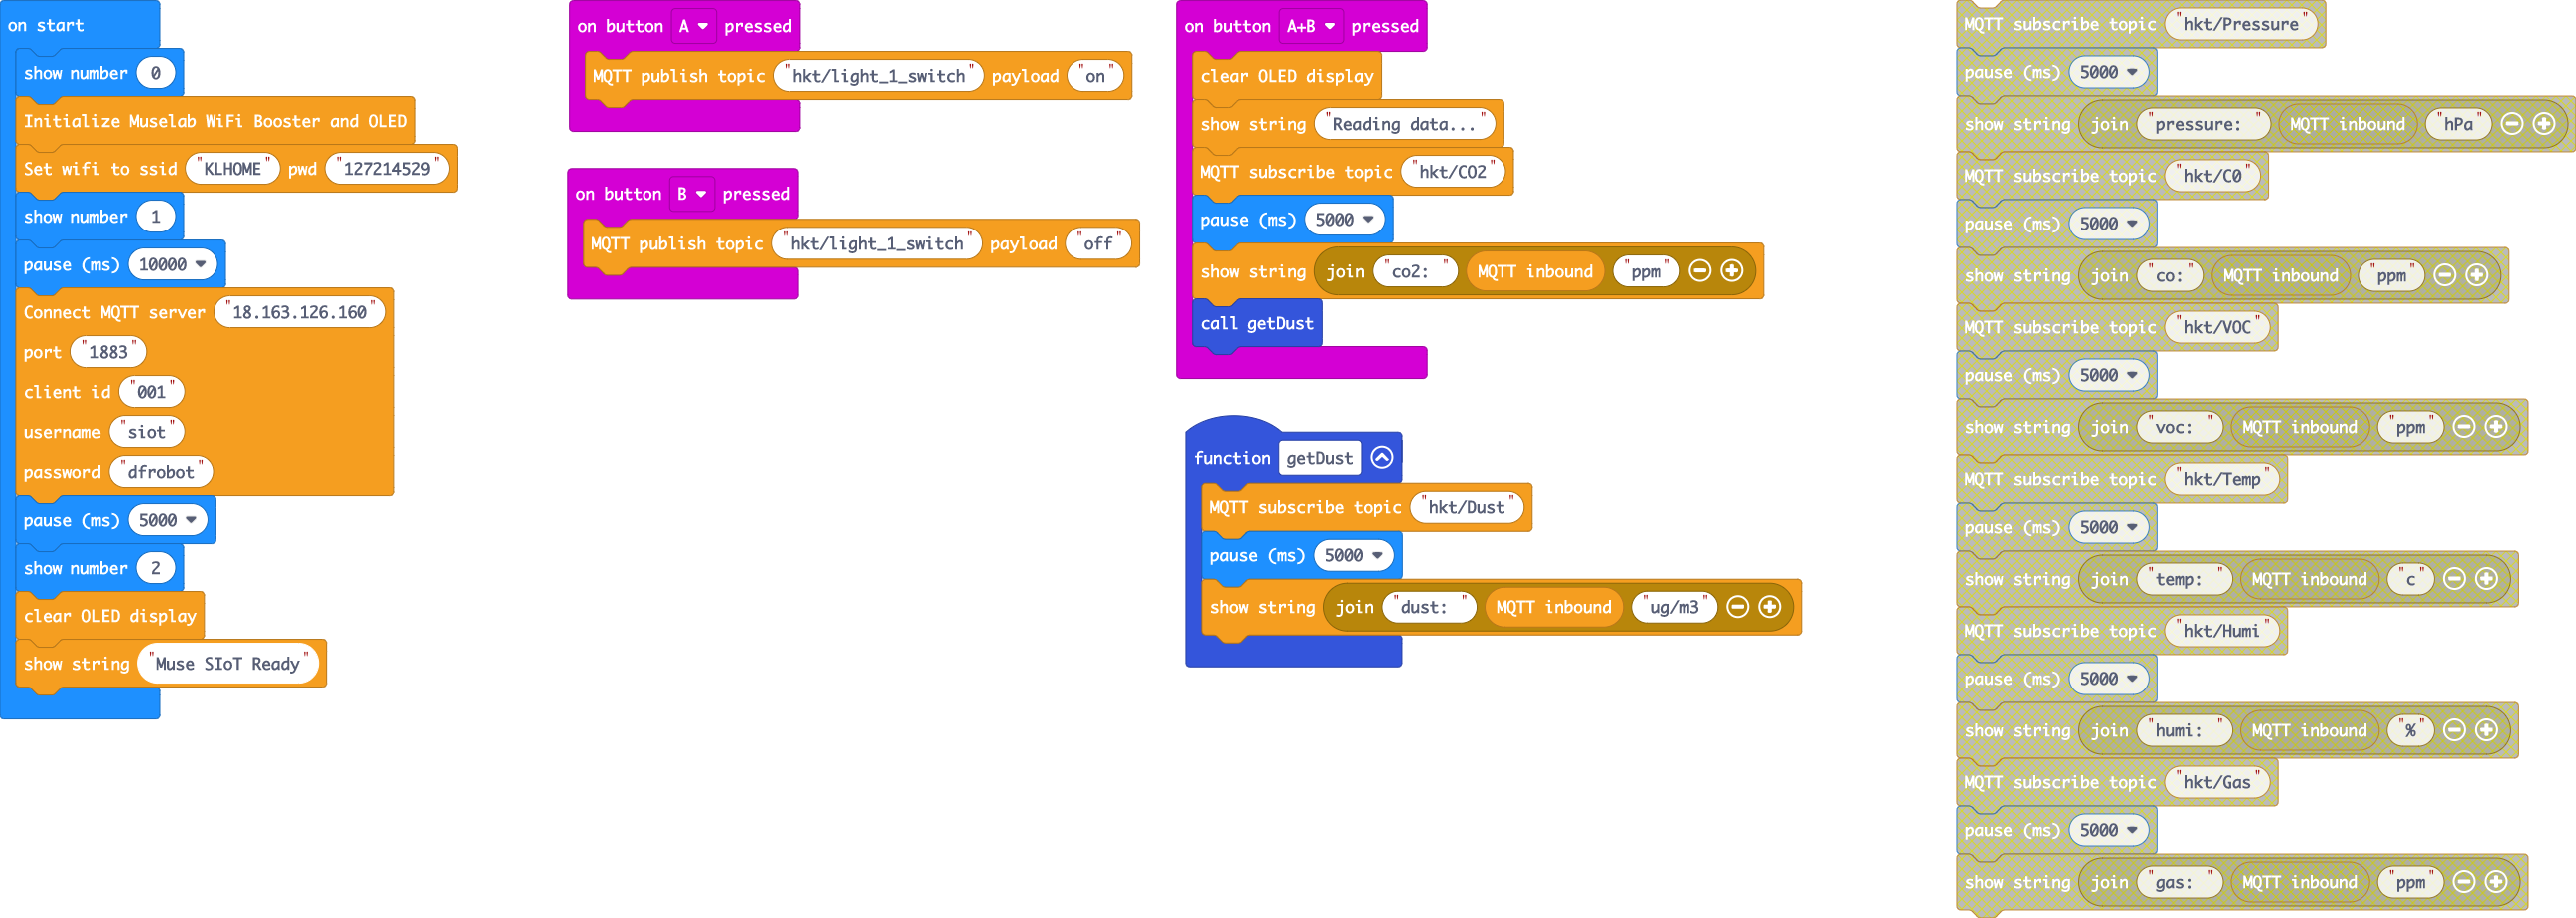 on start
show number 0
Initialize Muselab WiFi Booster and OLED
Set wifi to ssid "KLHOME" pwd "127214529"
show number 1
pause (ms) 10000
Connect MQTT server "18.163.126.160"
port "1883"
client id "001"
username "siot"
password "dfrobot"
pause (ms) 5000
show number 2
clear OLED display
show string "Muse SIoT Ready"
on button A pressed
MQTT publish topic "hkt/light_1_switch" payload "on"
on button B pressed
MQTT publish topic "hkt/light_1_switch" payload "off"
on button A+B pressed
clear OLED display
show string "Reading data..."
MQTT subscribe topic "hkt/CO2"
pause (ms) 5000
show string join "co2: " MQTT inbound "ppm"
call getDust
function getDust
MQTT subscribe topic "hkt/Dust"
pause (ms) 5000
show string join "dust: " MQTT inbound "ug/m3"
MQTT subscribe topic "hkt/Pressure"
pause (ms) 5000
show string join "pressure: " MQTT inbound "hPa"
MQTT subscribe topic "hkt/C0"
pause (ms) 5000
show string join "co:" MQTT inbound "ppm"
MQTT subscribe topic "hkt/VOC"
pause (ms) 5000
show string join "voc: " MQTT inbound "ppm"
MQTT subscribe topic "hkt/Temp"
pause (ms) 5000
show string join "temp: " MQTT inbound "c"
MQTT subscribe topic "hkt/Humi"
pause (ms) 5000
show string join "humi: " MQTT inbound "%"
MQTT subscribe topic "hkt/Gas"
pause (ms) 5000
show string join "gas: " MQTT inbound "ppm"